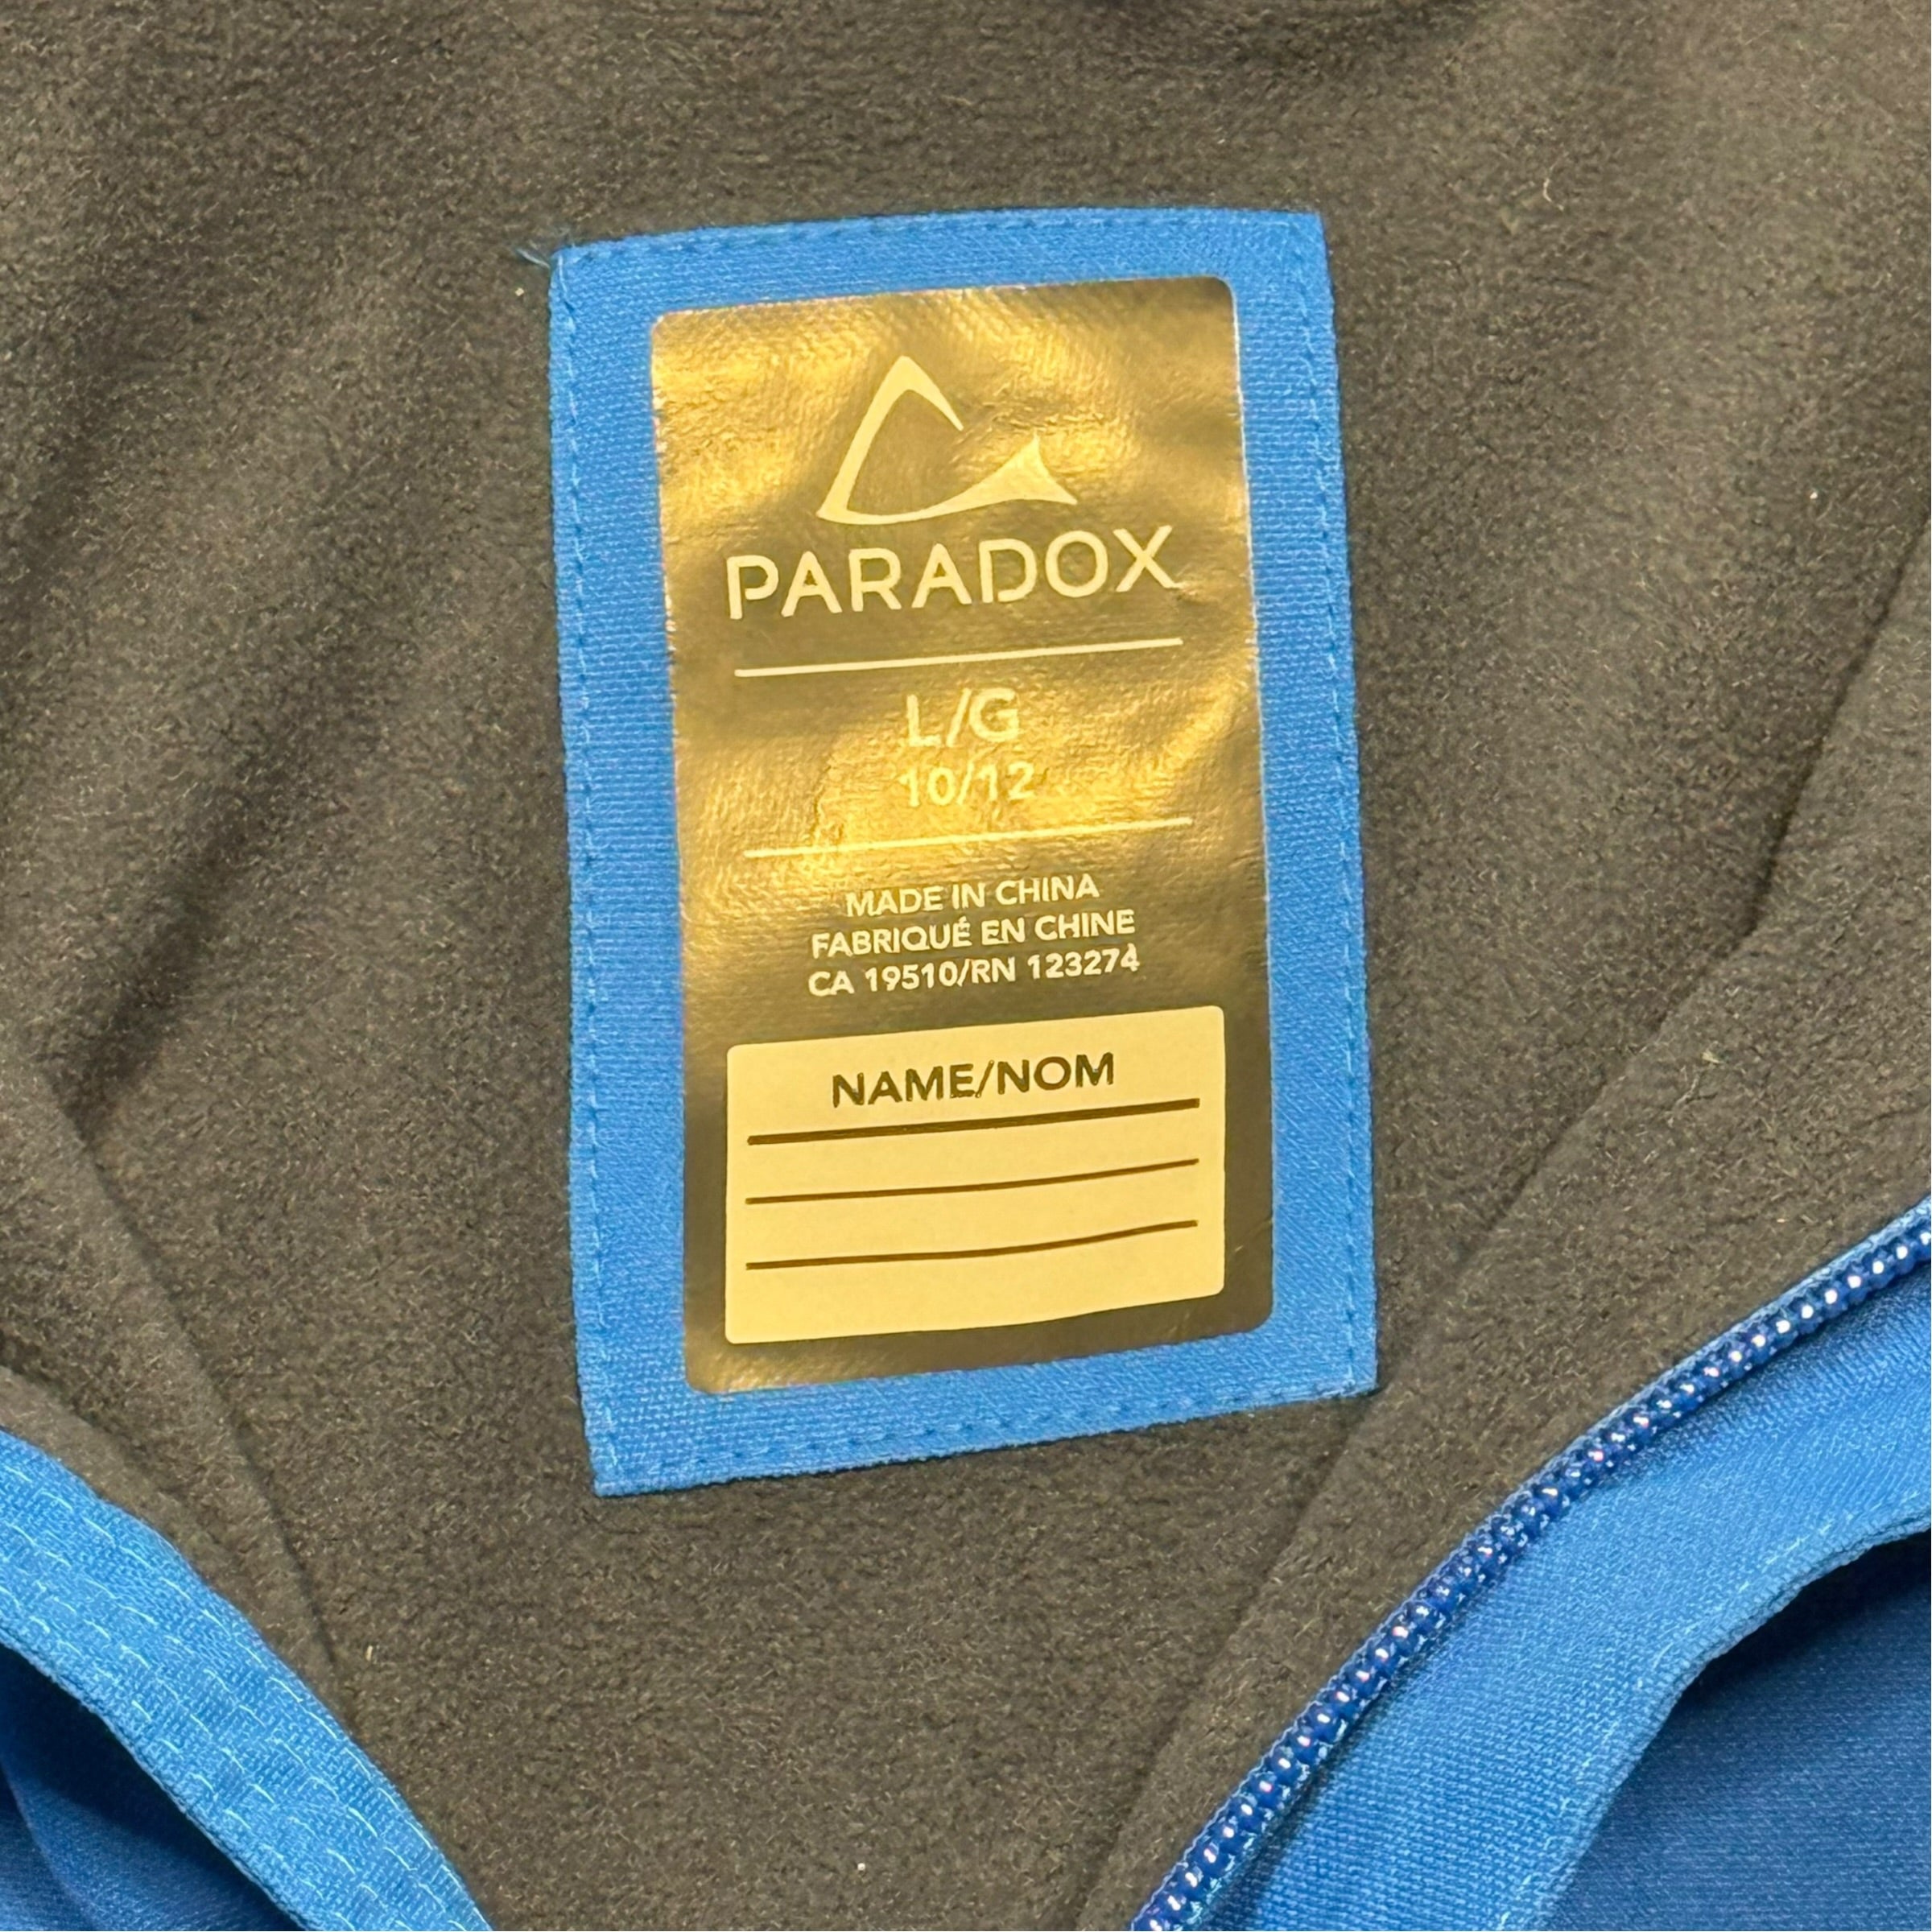 PARADOX
L/G
10/12
MADE IN CHINA
FABRIQUÉ EN CHINE
CA 19510/RN 123274
NAME/NOM